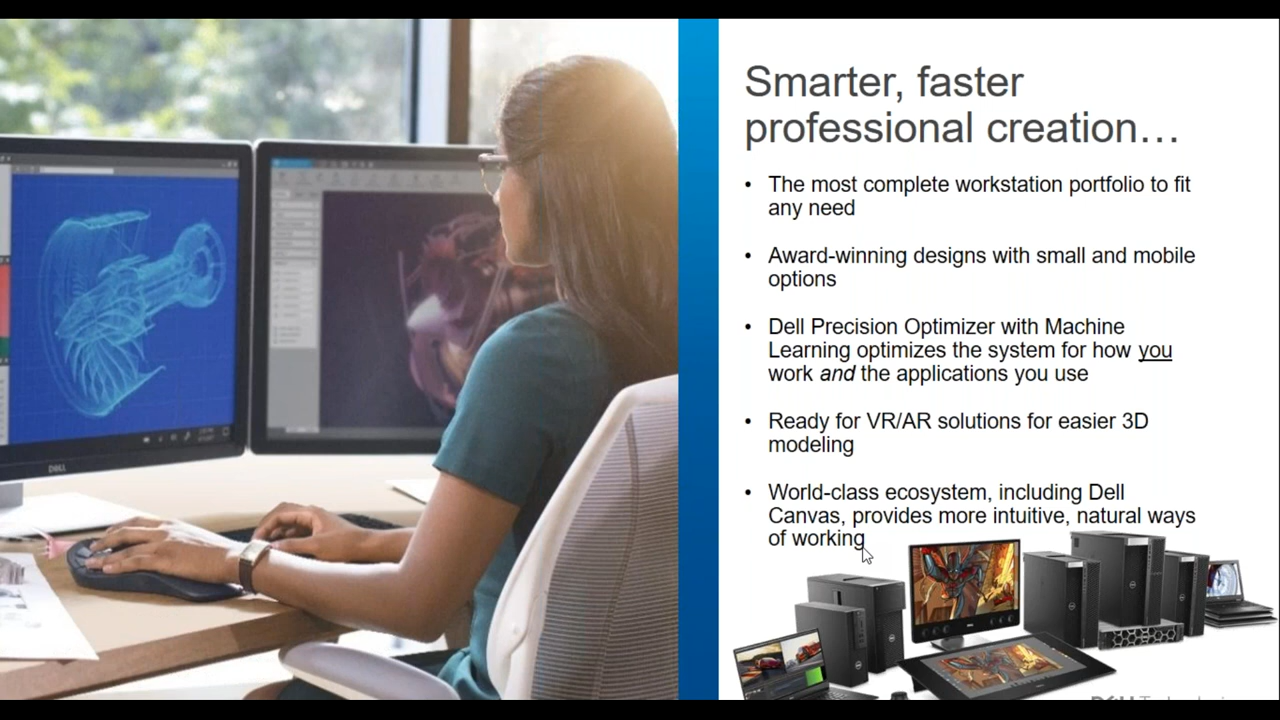 Smarter, faster
professional creation…
• The most complete workstation portfolio to fit
any need
• Award-winning designs with small and mobile
options
• Dell Precision Optimizer with Machine
Learning optimizes the system for how you
work and the applications you use
• Ready for VR/AR solutions for easier 3D
modeling
• World-class ecosystem, including Dell
Canvas, provides more intuitive, natural ways
of working
DELL